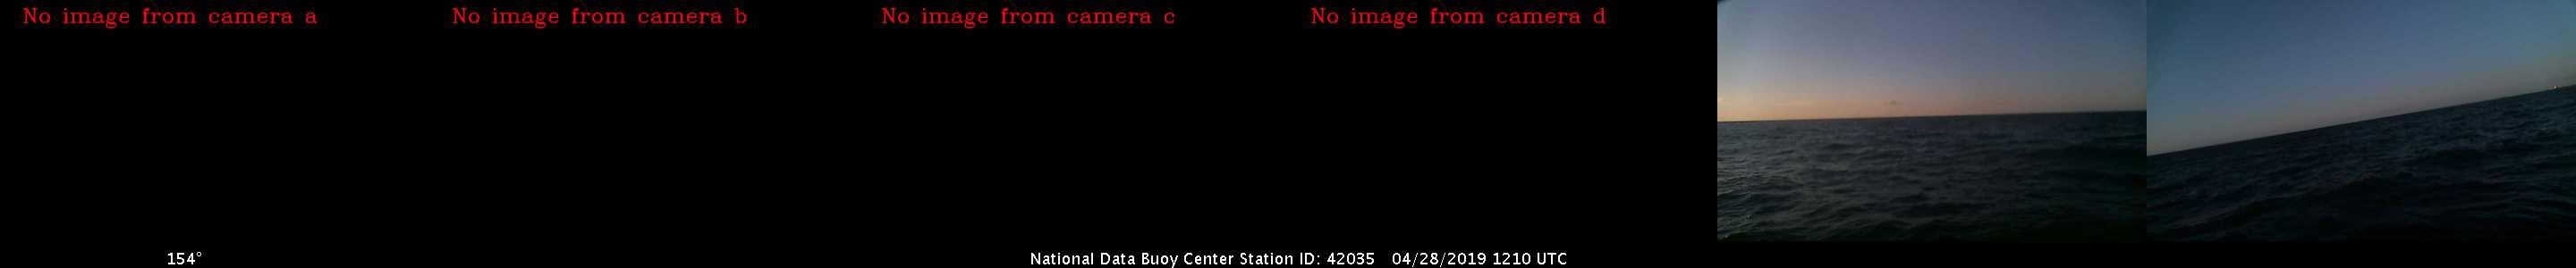 No image from camera a
No image from camera b
No image from camera c
No image from camera d
154°
National Data Buoy Center Station ID: 42035 04/28/2019 1210 UTC